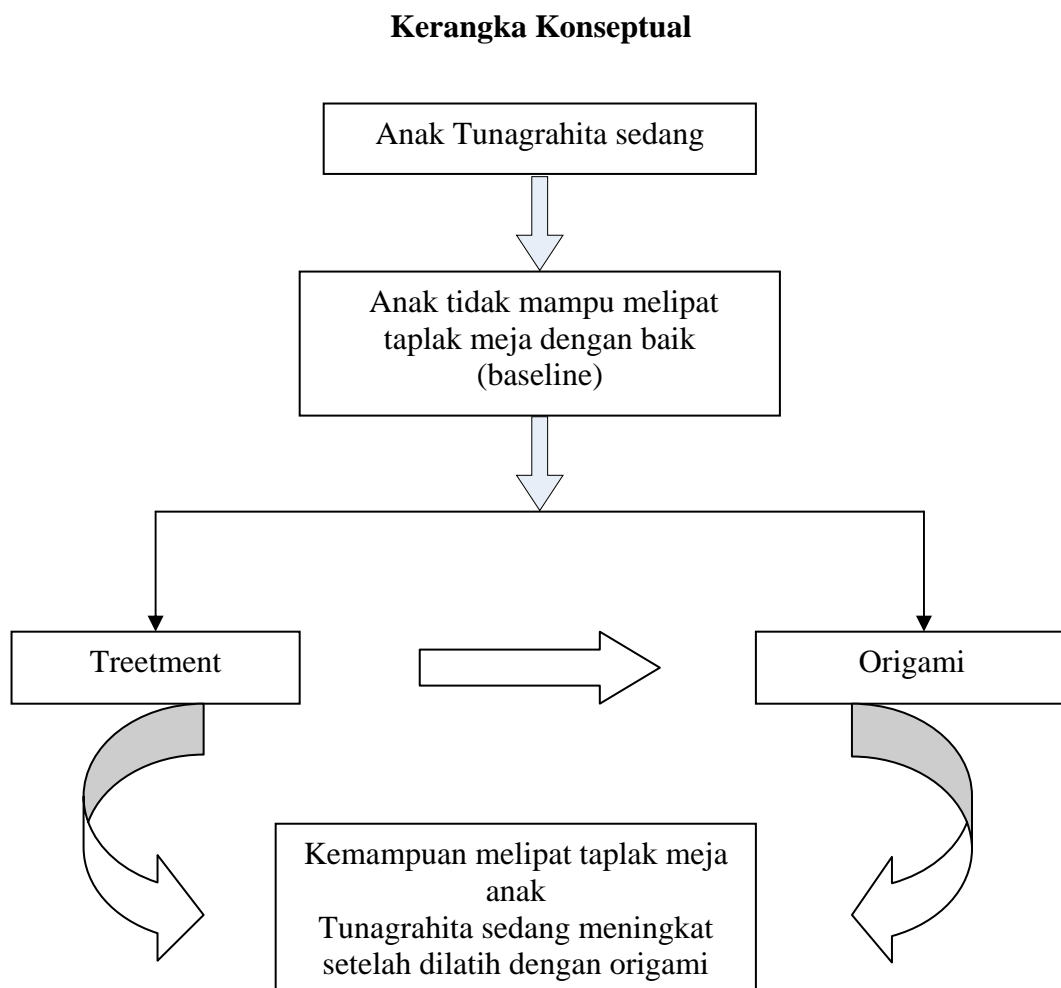 Kerangka Konseptual
Anak Tunagrahita sedang
Anak tidak mampu melipat
taplak meja dengan baik
(baseline)
Treetment
Origami
Kemampuan melipat taplak meja
anak
Tunagrahita sedang meningkat
setelah dilatih dengan origami